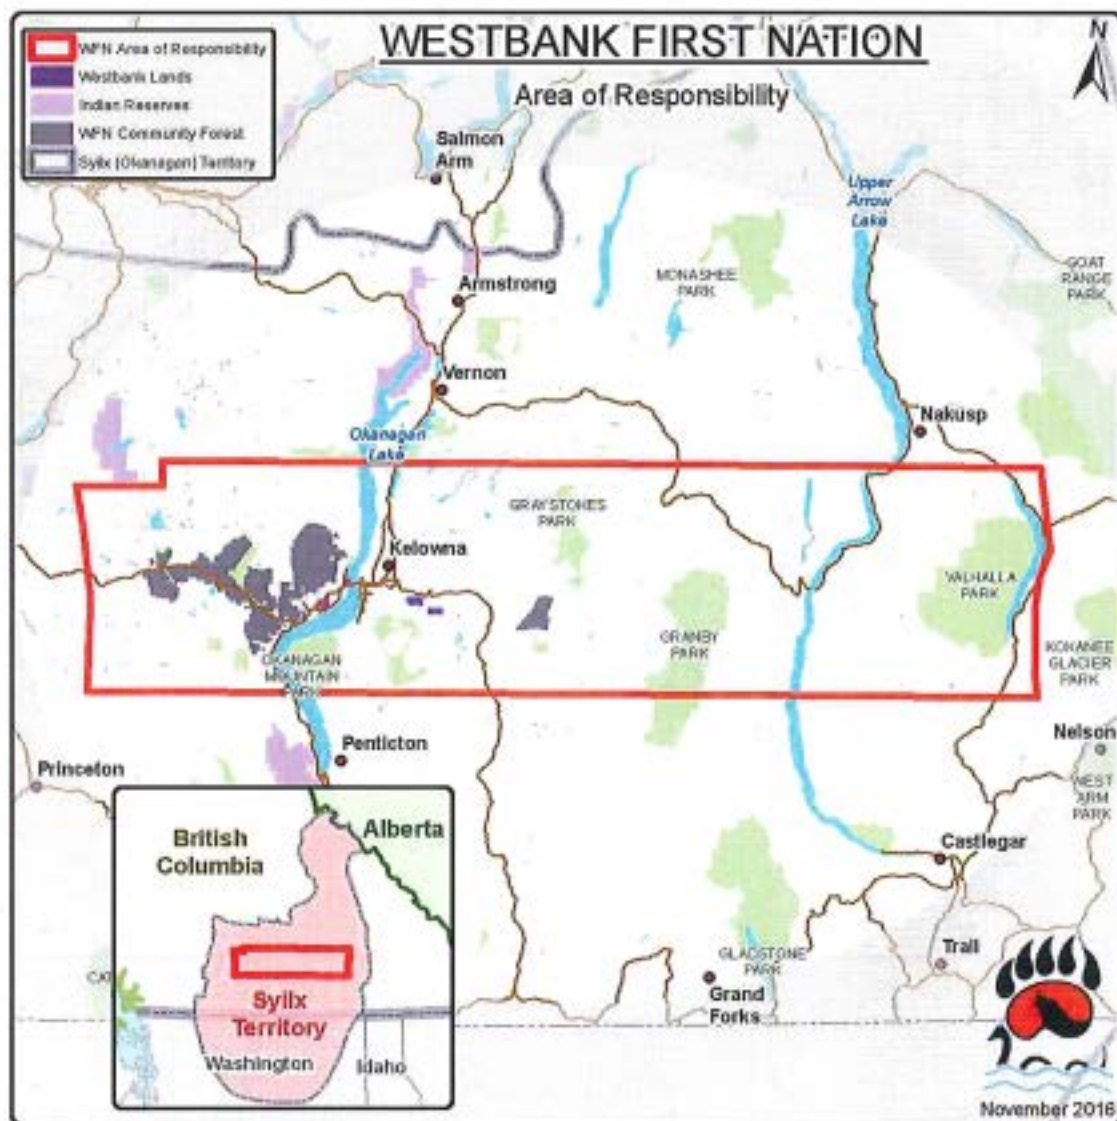 WESTBANK FIRST NATION
Area of Responsibility
N
WFN Area of Responsibility
Westbank Lands
Indian Reserves
WFN Community Forest
Syilx (Okanagan) Territory
Salmon
Arm
Upper
Arrow
Lake
GOAT
RANGE
PARK
MONASHEE
PARK
Armstrong
Vernon
Nakusp
Okanagan
Lake
GRAYSTOKES
PARK
Kelowna
VALHALLA
PARK
GRANBY
PARK
KOKANEE
GLACIER
PARK
OKANAGAN
MOUNTAIN
PARK
Penticton
Nelson
Princeton
WEST
ARM
PARK
British
Columbia
Alberta
Castlegar
Trail
GLADSTONE
PARK
Grand
Forks
Syilx
Territory
Washington
Idaho
November 2016